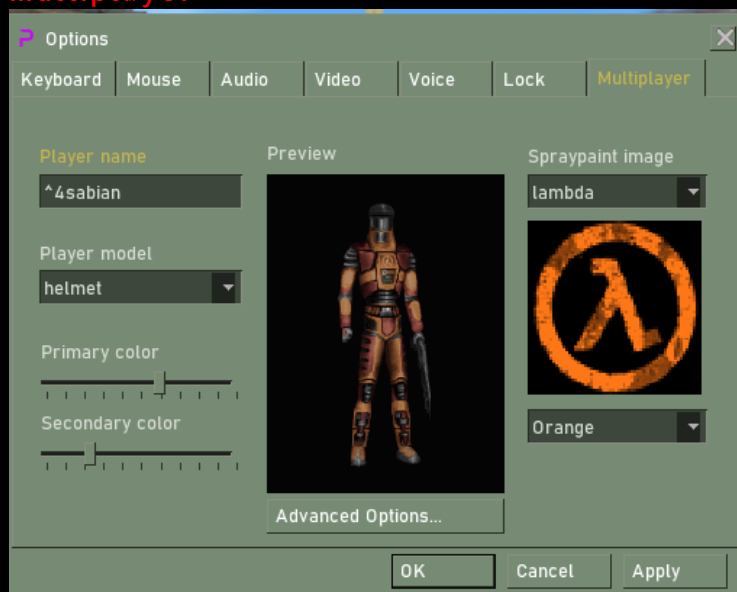 Options
Keyboard Mouse Audio Video Voice Lock Multiplayer
Player name
^4sabian
Player model
helmet
Primary color
Secondary color
Preview
Advanced Options...
Spraypaint image
lambda
Orange
OK Cancel Apply